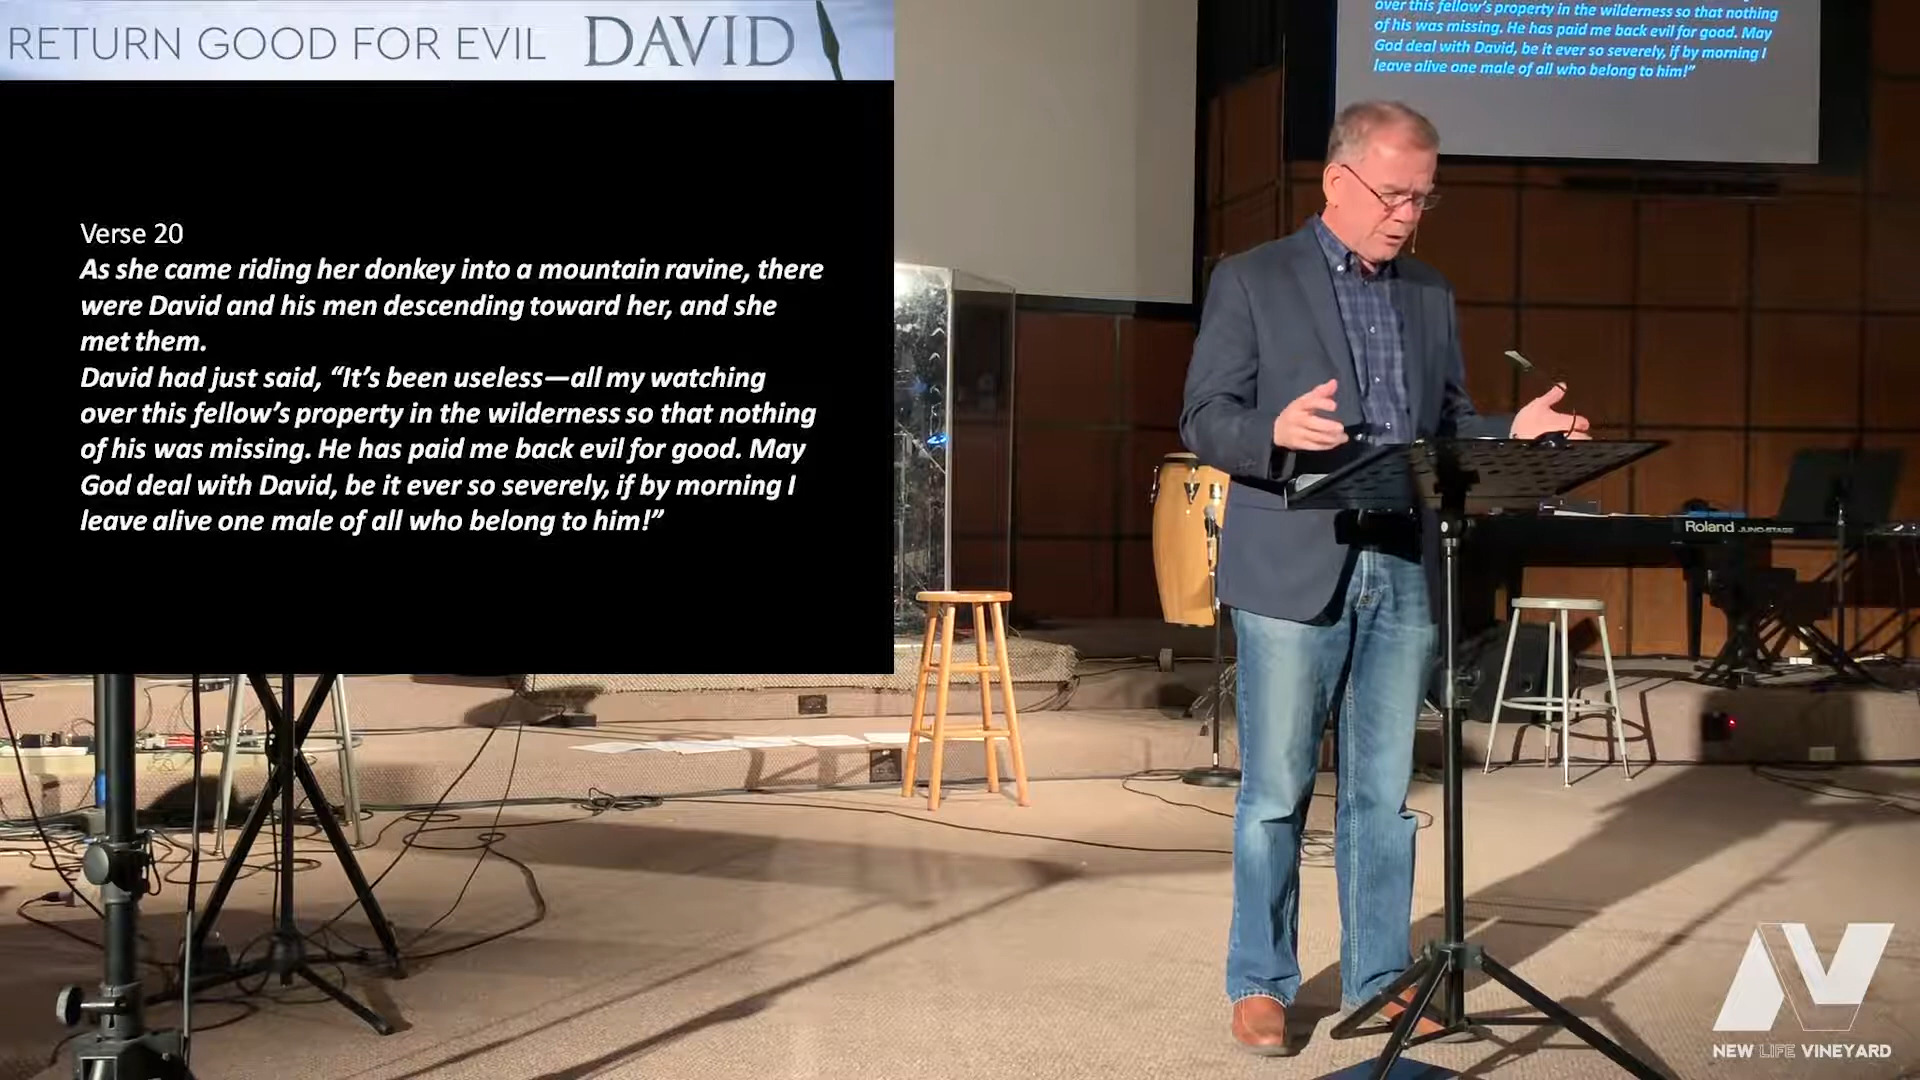 RETURN GOOD FOR EVIL DAVID
Verse 20
As she came riding her donkey into a mountain ravine, there
were David and his men descending toward her, and she
met them.
David had just said, “It’s been useless—all my watching
over this fellow’s property in the wilderness so that nothing
of his was missing. He has paid me back evil for good. May
God deal with David, be it ever so severely, if by morning I
leave alive one male of all who belong to him!”
over this fellow’s property in the wilderness so that nothing
of his was missing. He has paid me back evil for good. May
God deal with David, be it ever so severely, if by morning I
leave alive one male of all who belong to him!”
Roland JUNO-STAGE
NEW LIFE VINEYARD